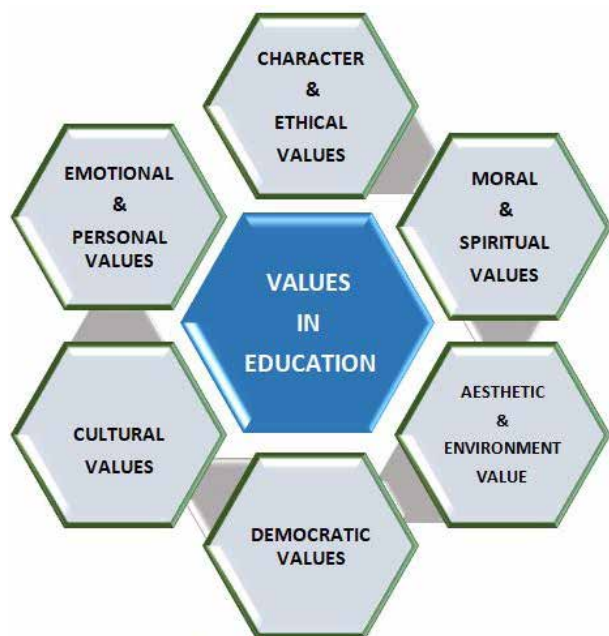 CHARACTER
&
ETHICAL
VALUES
MORAL
&
SPIRITUAL
VALUES
AESTHETIC
&
ENVIRONMENT
VALUE
DEMOCRATIC
VALUES
CULTURAL
VALUES
EMOTIONAL
&
PERSONAL
VALUES
VALUES
IN
EDUCATION